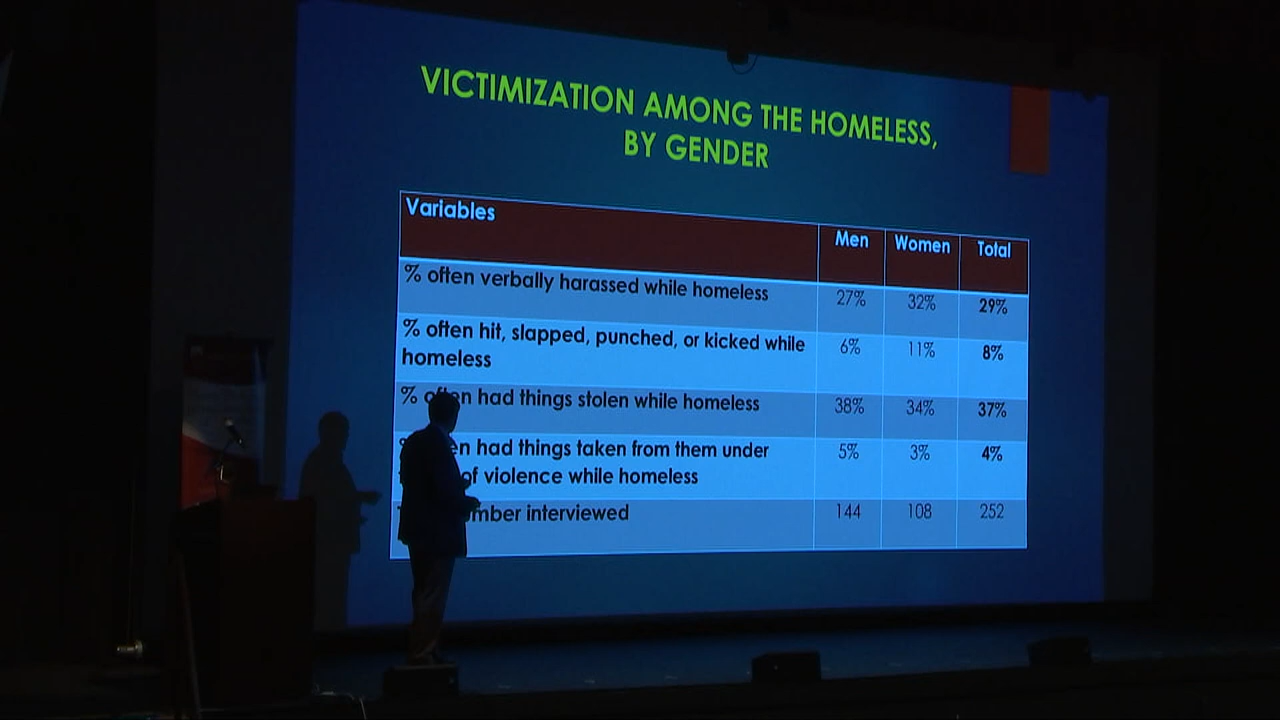 VICTIMIZATION AMONG THE HOMELESS,
BY GENDER
Variables Men Women Total
% often verbally harassed while homeless 27% 32% 29%
% often hit, slapped, punched, or kicked while
homeless 6% 11% 8%
% often had things stolen while homeless 38% 34% 37%
had things taken from them under
of violence while homeless 5% 3% 4%
interviewed 144 108 252